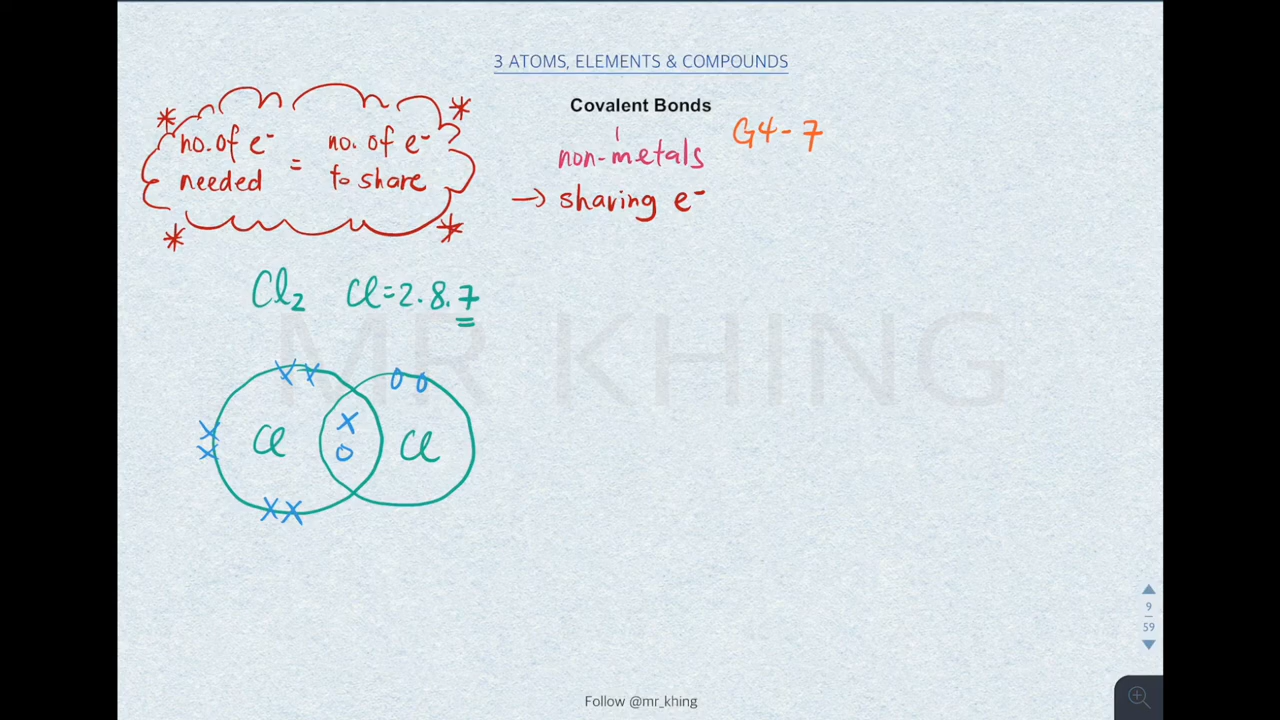 3 ATOMS, ELEMENTS & COMPOUNDS
Covalent Bonds
non-metals G4-7
→ sharing e⁻
* *
no. of e⁻ = no. of e⁻
needed to share
* *
Cl₂ Cl = 2.8.7
MR KHING
x x o o
x x
Cl x o Cl
x x
9
59
Follow @mr_khing